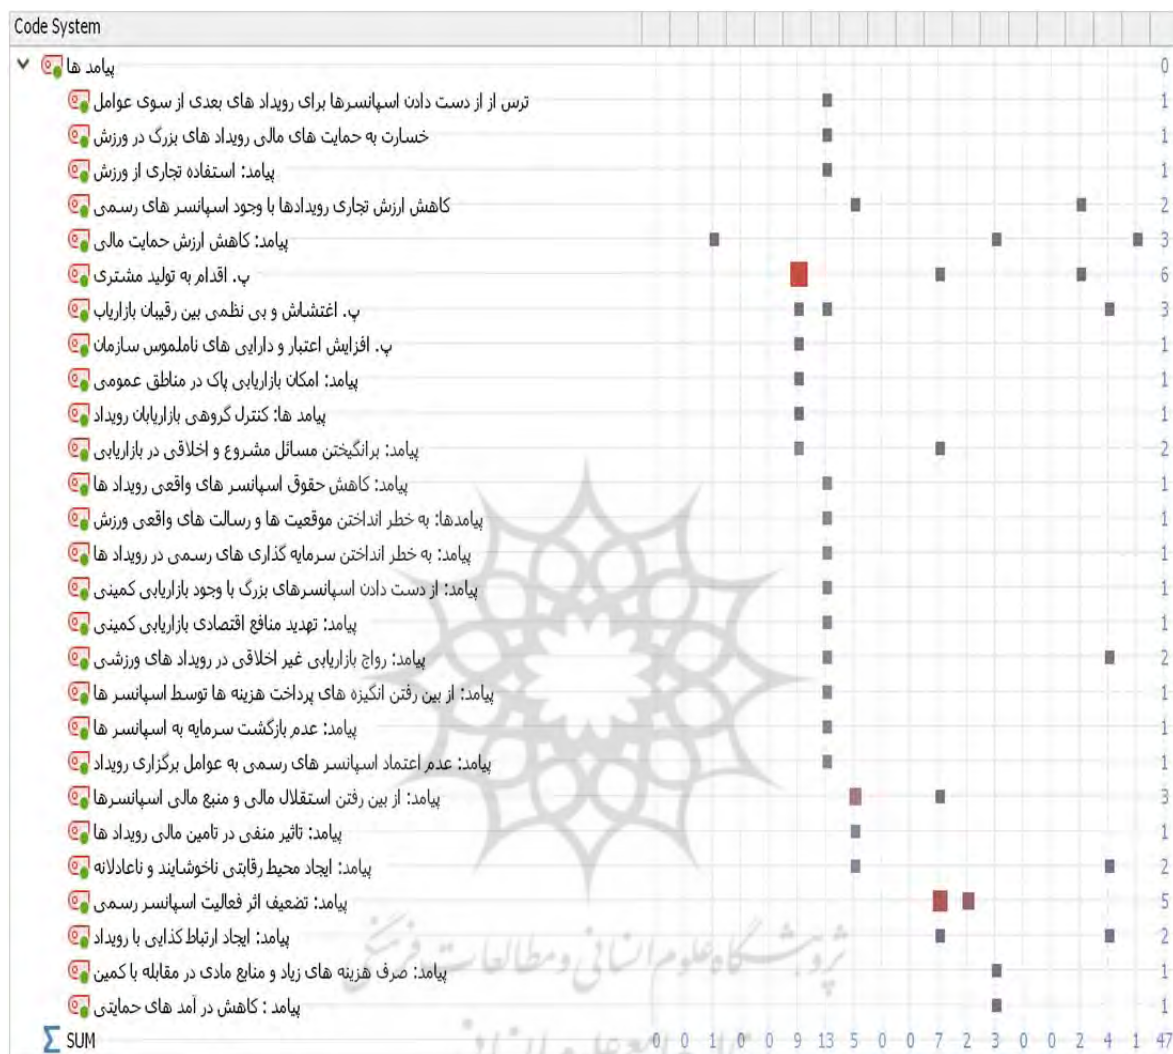 Code System
پیامد ها 0
ترس از از دست دادن اسپانسرها برای رویداد های بعدی از سوی عوامل 1
خسارت به حمایت های مالی رویداد های بزرگ در ورزش 1
پیامد: استفاده تجاری از ورزش 1
کاهش ارزش تجاری رویدادها با وجود اسپانسر های رسمی 2
پیامد: کاهش ارزش حمایت مالی 3
پ. اقدام به تولید مشتری 6
پ. اغتشاش و بی نظمی بین رقیبان بازاریاب 3
پ. افزایش اعتبار و دارایی های ناملموس سازمان 1
پیامد: امکان بازاریابی پاک در مناطق عمومی 1
پیامد ها: کنترل گروهی بازاریابان رویداد 1
پیامد: برانگیختن مسائل مشروع و اخلاقی در بازاریابی 2
پیامد: کاهش حقوق اسپانسر های واقعی رویداد ها 1
پیامدها: به خطر انداختن موقعیت ها و رسالت های واقعی ورزش 1
پیامد: به خطر انداختن سرمایه گذاری های رسمی در رویداد ها 1
پیامد: از دست دادن اسپانسرهای بزرگ با وجود بازاریابی کمینی 1
پیامد: تهدید منافع اقتصادی بازاریابی کمینی 1
پیامد: رواج بازاریابی غیر اخلاقی در رویداد های ورزشی 2
پیامد: از بین رفتن انگیزه های پرداخت هزینه ها توسط اسپانسر ها 1
پیامد: عدم بازگشت سرمایه به اسپانسر ها 1
پیامد: عدم اعتماد اسپانسر های رسمی به عوامل برگزاری رویداد 1
پیامد: از بین رفتن استقلال مالی و منبع مالی اسپانسرها 3
پیامد: تاثیر منفی در تامین مالی رویداد ها 1
پیامد: ایجاد محیط رقابتی ناخوشایند و ناعادلانه 2
پیامد: تضعیف اثر فعالیت اسپانسر رسمی 5
پیامد: ایجاد ارتباط کذایی با رویداد 2
پژوهشگاه علوم انسانی و مطالعات فرهنگی
پیامد: صرف هزینه های زیاد و منابع مادی در مقابله با کمین 1
پیامد : کاهش در آمد های حمایتی 1
∑ SUM 0 0 1 0 0 9 13 5 0 0 7 2 3 0 0 2 4 1 47